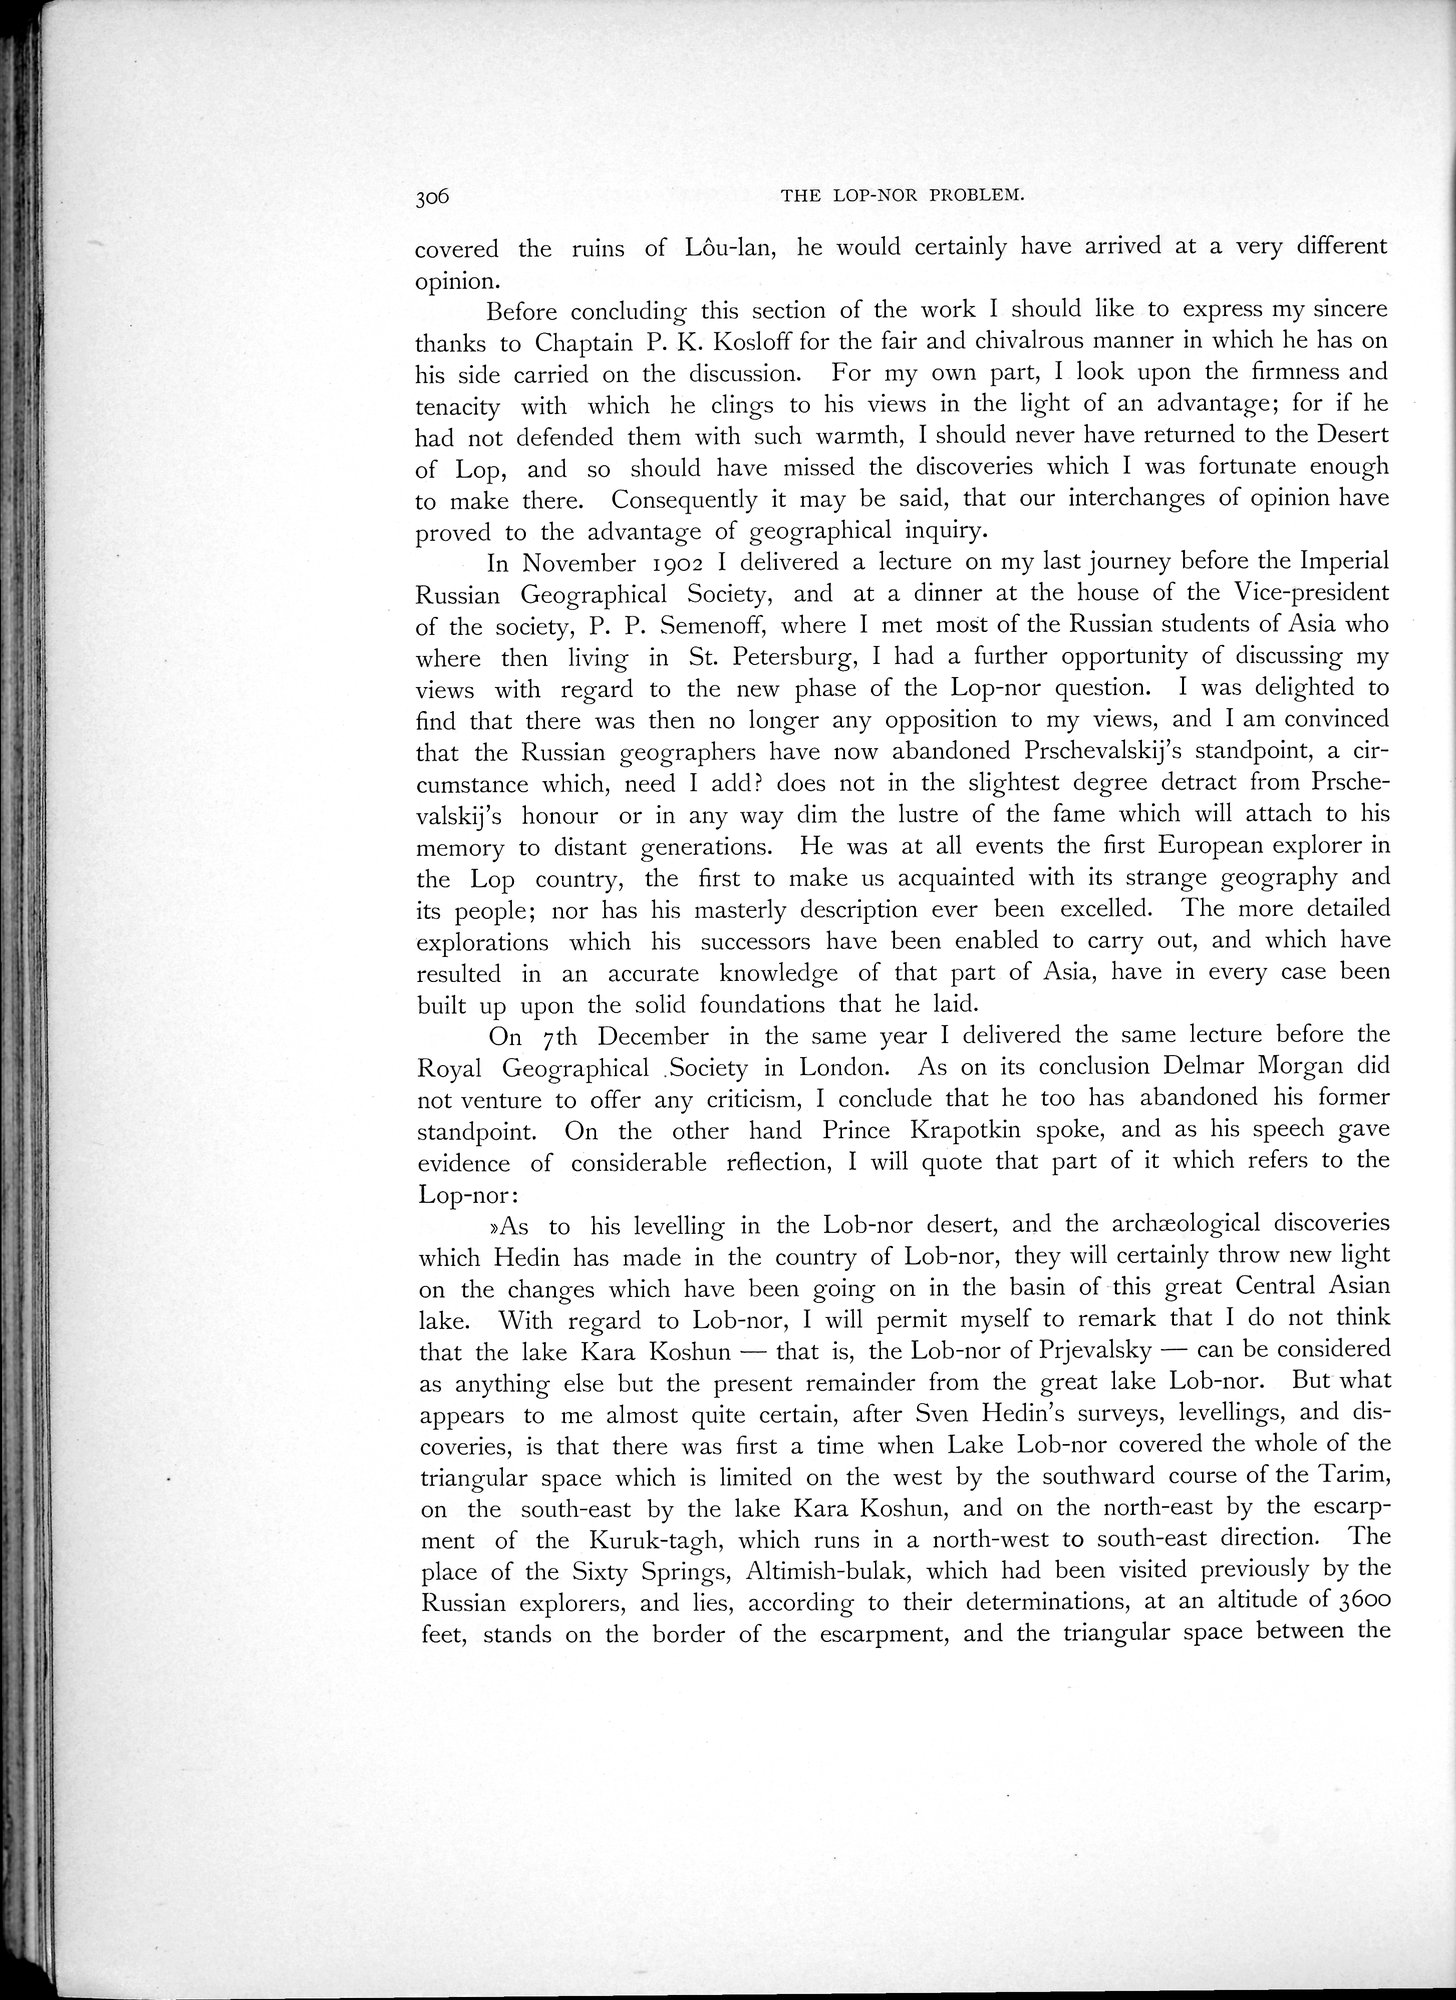 306 THE LOP-NOR PROBLEM.
covered the ruins of Lôu-lan, he would certainly have arrived at a very different
opinion.
Before concluding this section of the work I should like to express my sincere
thanks to Chaptain P. K. Kosloff for the fair and chivalrous manner in which he has on
his side carried on the discussion. For my own part, I look upon the firmness and
tenacity with which he clings to his views in the light of an advantage; for if he
had not defended them with such warmth, I should never have returned to the Desert
of Lop, and so should have missed the discoveries which I was fortunate enough
to make there. Consequently it may be said, that our interchanges of opinion have
proved to the advantage of geographical inquiry.
In November 1902 I delivered a lecture on my last journey before the Imperial
Russian Geographical Society, and at a dinner at the house of the Vice-president
of the society, P. P. Semenoff, where I met most of the Russian students of Asia who
where then living in St. Petersburg, I had a further opportunity of discussing my
views with regard to the new phase of the Lop-nor question. I was delighted to
find that there was then no longer any opposition to my views, and I am convinced
that the Russian geographers have now abandoned Prschevalskij's standpoint, a cir-
cumstance which, need I add? does not in the slightest degree detract from Prsche-
valskij's honour or in any way dim the lustre of the fame which will attach to his
memory to distant generations. He was at all events the first European explorer in
the Lop country, the first to make us acquainted with its strange geography and
its people; nor has his masterly description ever been excelled. The more detailed
explorations which his successors have been enabled to carry out, and which have
resulted in an accurate knowledge of that part of Asia, have in every case been
built up upon the solid foundations that he laid.
On 7th December in the same year I delivered the same lecture before the
Royal Geographical Society in London. As on its conclusion Delmar Morgan did
not venture to offer any criticism, I conclude that he too has abandoned his former
standpoint. On the other hand Prince Krapotkin spoke, and as his speech gave
evidence of considerable reflection, I will quote that part of it which refers to the
Lop-nor:
»As to his levelling in the Lob-nor desert, and the archæological discoveries
which Hedin has made in the country of Lob-nor, they will certainly throw new light
on the changes which have been going on in the basin of this great Central Asian
lake. With regard to Lob-nor, I will permit myself to remark that I do not think
that the lake Kara Koshun — that is, the Lob-nor of Prjevalsky — can be considered
as anything else but the present remainder from the great lake Lob-nor. But what
appears to me almost quite certain, after Sven Hedin's surveys, levellings, and dis-
coveries, is that there was first a time when Lake Lob-nor covered the whole of the
triangular space which is limited on the west by the southward course of the Tarim,
on the south-east by the lake Kara Koshun, and on the north-east by the escarp-
ment of the Kuruk-tagh, which runs in a north-west to south-east direction. The
place of the Sixty Springs, Altimish-bulak, which had been visited previously by the
Russian explorers, and lies, according to their determinations, at an altitude of 3600
feet, stands on the border of the escarpment, and the triangular space between the